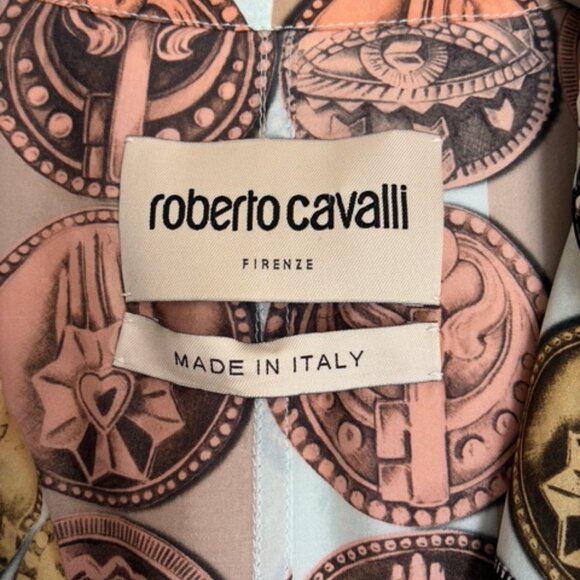 roberto cavalli
FIRENZE
MADE IN ITALY